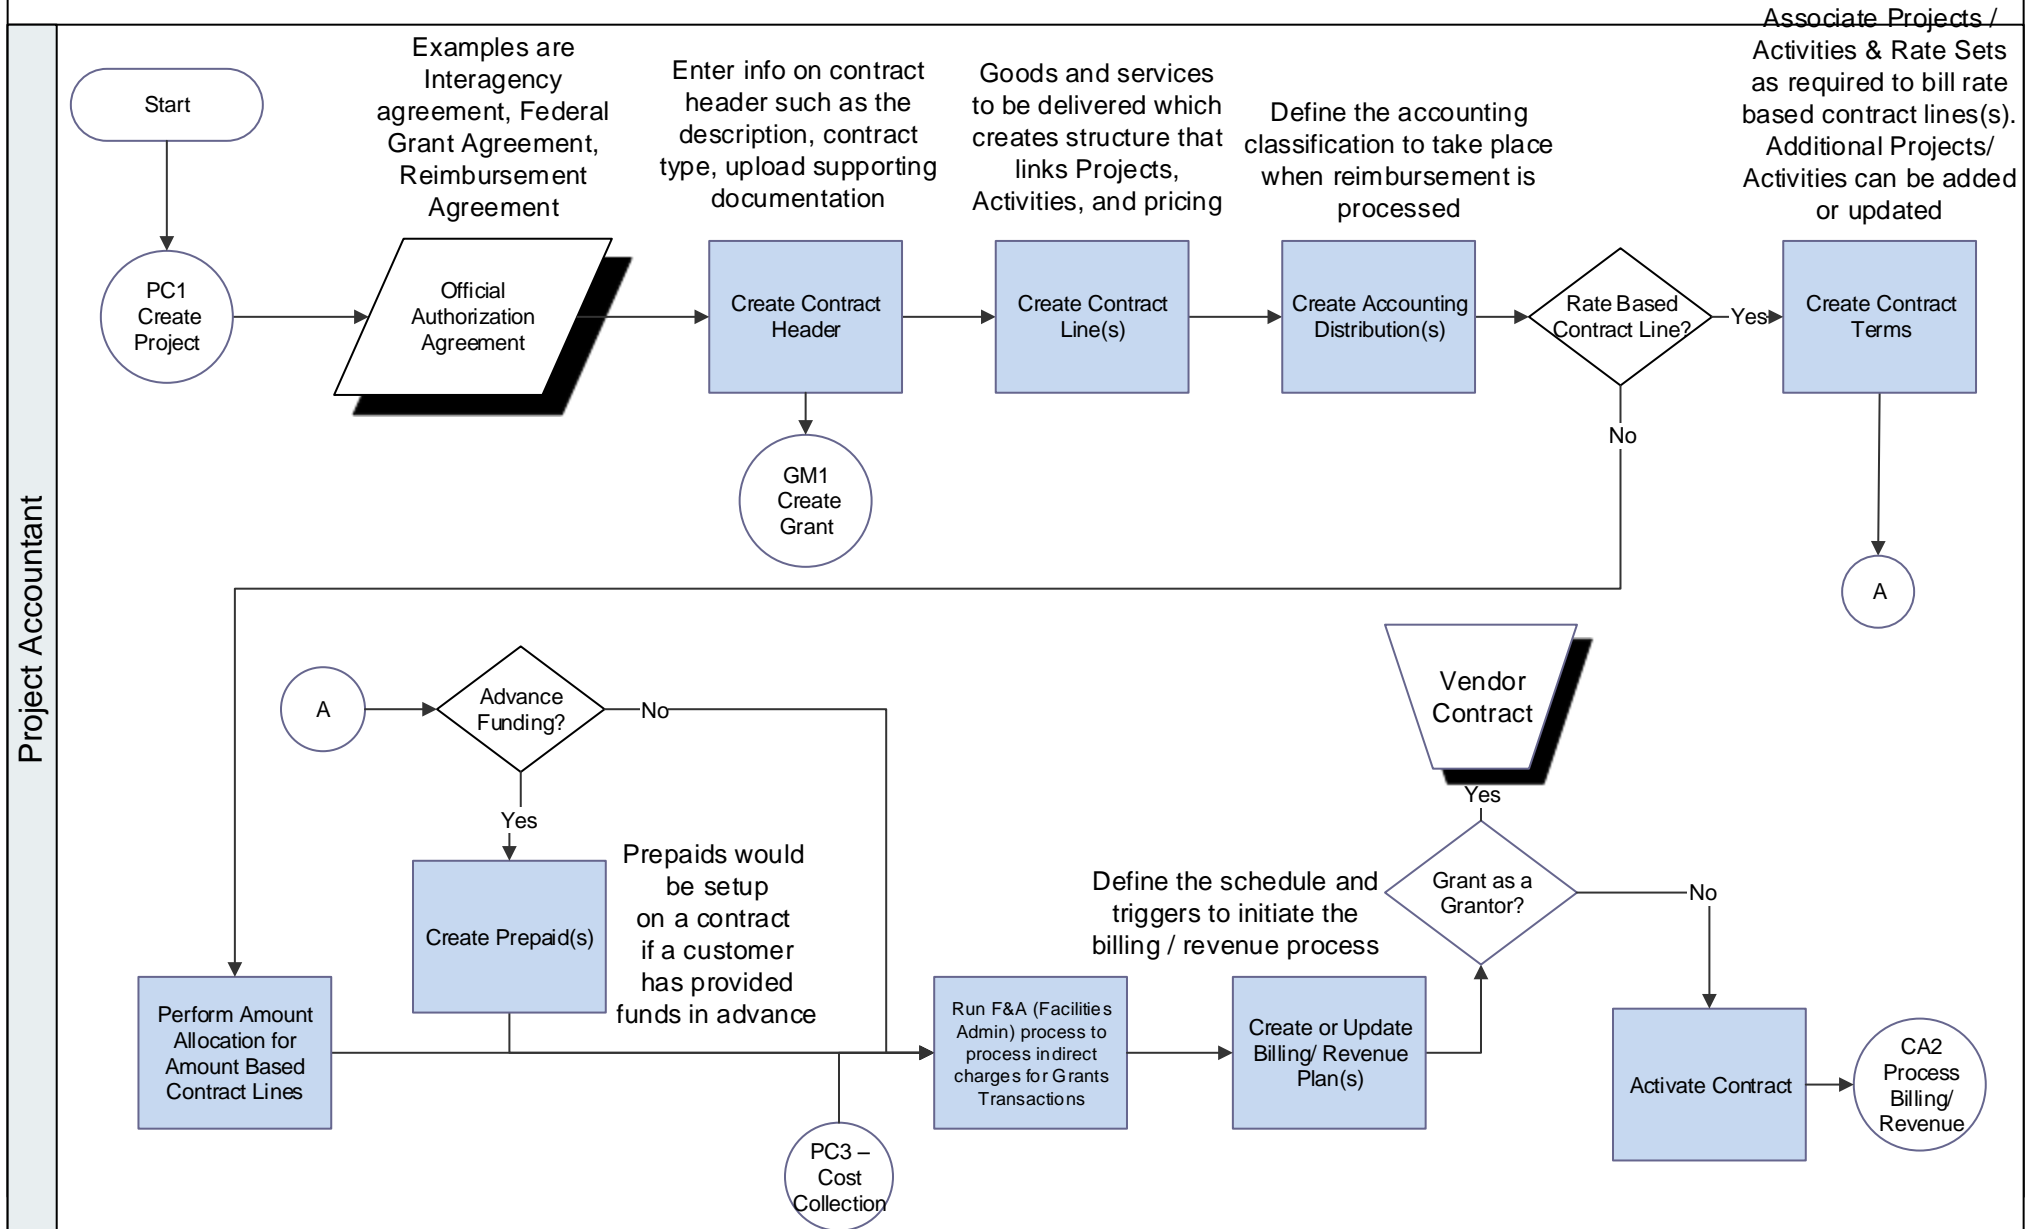 Project Accountant
Start
Examples are
Interagency
agreement, Federal
Grant Agreement,
Reimbursement
Agreement
Enter info on contract
header such as the
description, contract
type, upload supporting
documentation
Goods and services
to be delivered which
creates structure that
links Projects,
Activities, and pricing
Define the accounting
classification to take place
when reimbursement is
processed
Associate Projects /
Activities & Rate Sets
as required to bill rate
based contract lines(s).
Additional Projects/
Activities can be added
or updated
PC1
Create
Project
Official
Authorization
Agreement
Create Contract
Header
Create Contract
Line(s)
Create Accounting
Distribution(s)
Rate Based
Contract Line?
Yes
Create Contract
Terms
No
GM1
Create
Grant
A
A
Advance
Funding?
No
Yes
Create Prepaid(s)
Prepaids would
be setup
on a contract
if a customer
has provided
funds in advance
Vendor
Contract
Yes
Define the schedule and
triggers to initiate the
billing / revenue process
Grant as a
Grantor?
No
Perform Amount
Allocation for
Amount Based
Contract Lines
Run F&A (Facilities
Admin) process to
process indirect
charges for Grants
Transactions
Create or Update
Billing/ Revenue
Plan(s)
Activate Contract
CA2
Process
Billing/
Revenue
PC3 –
Cost
Collection